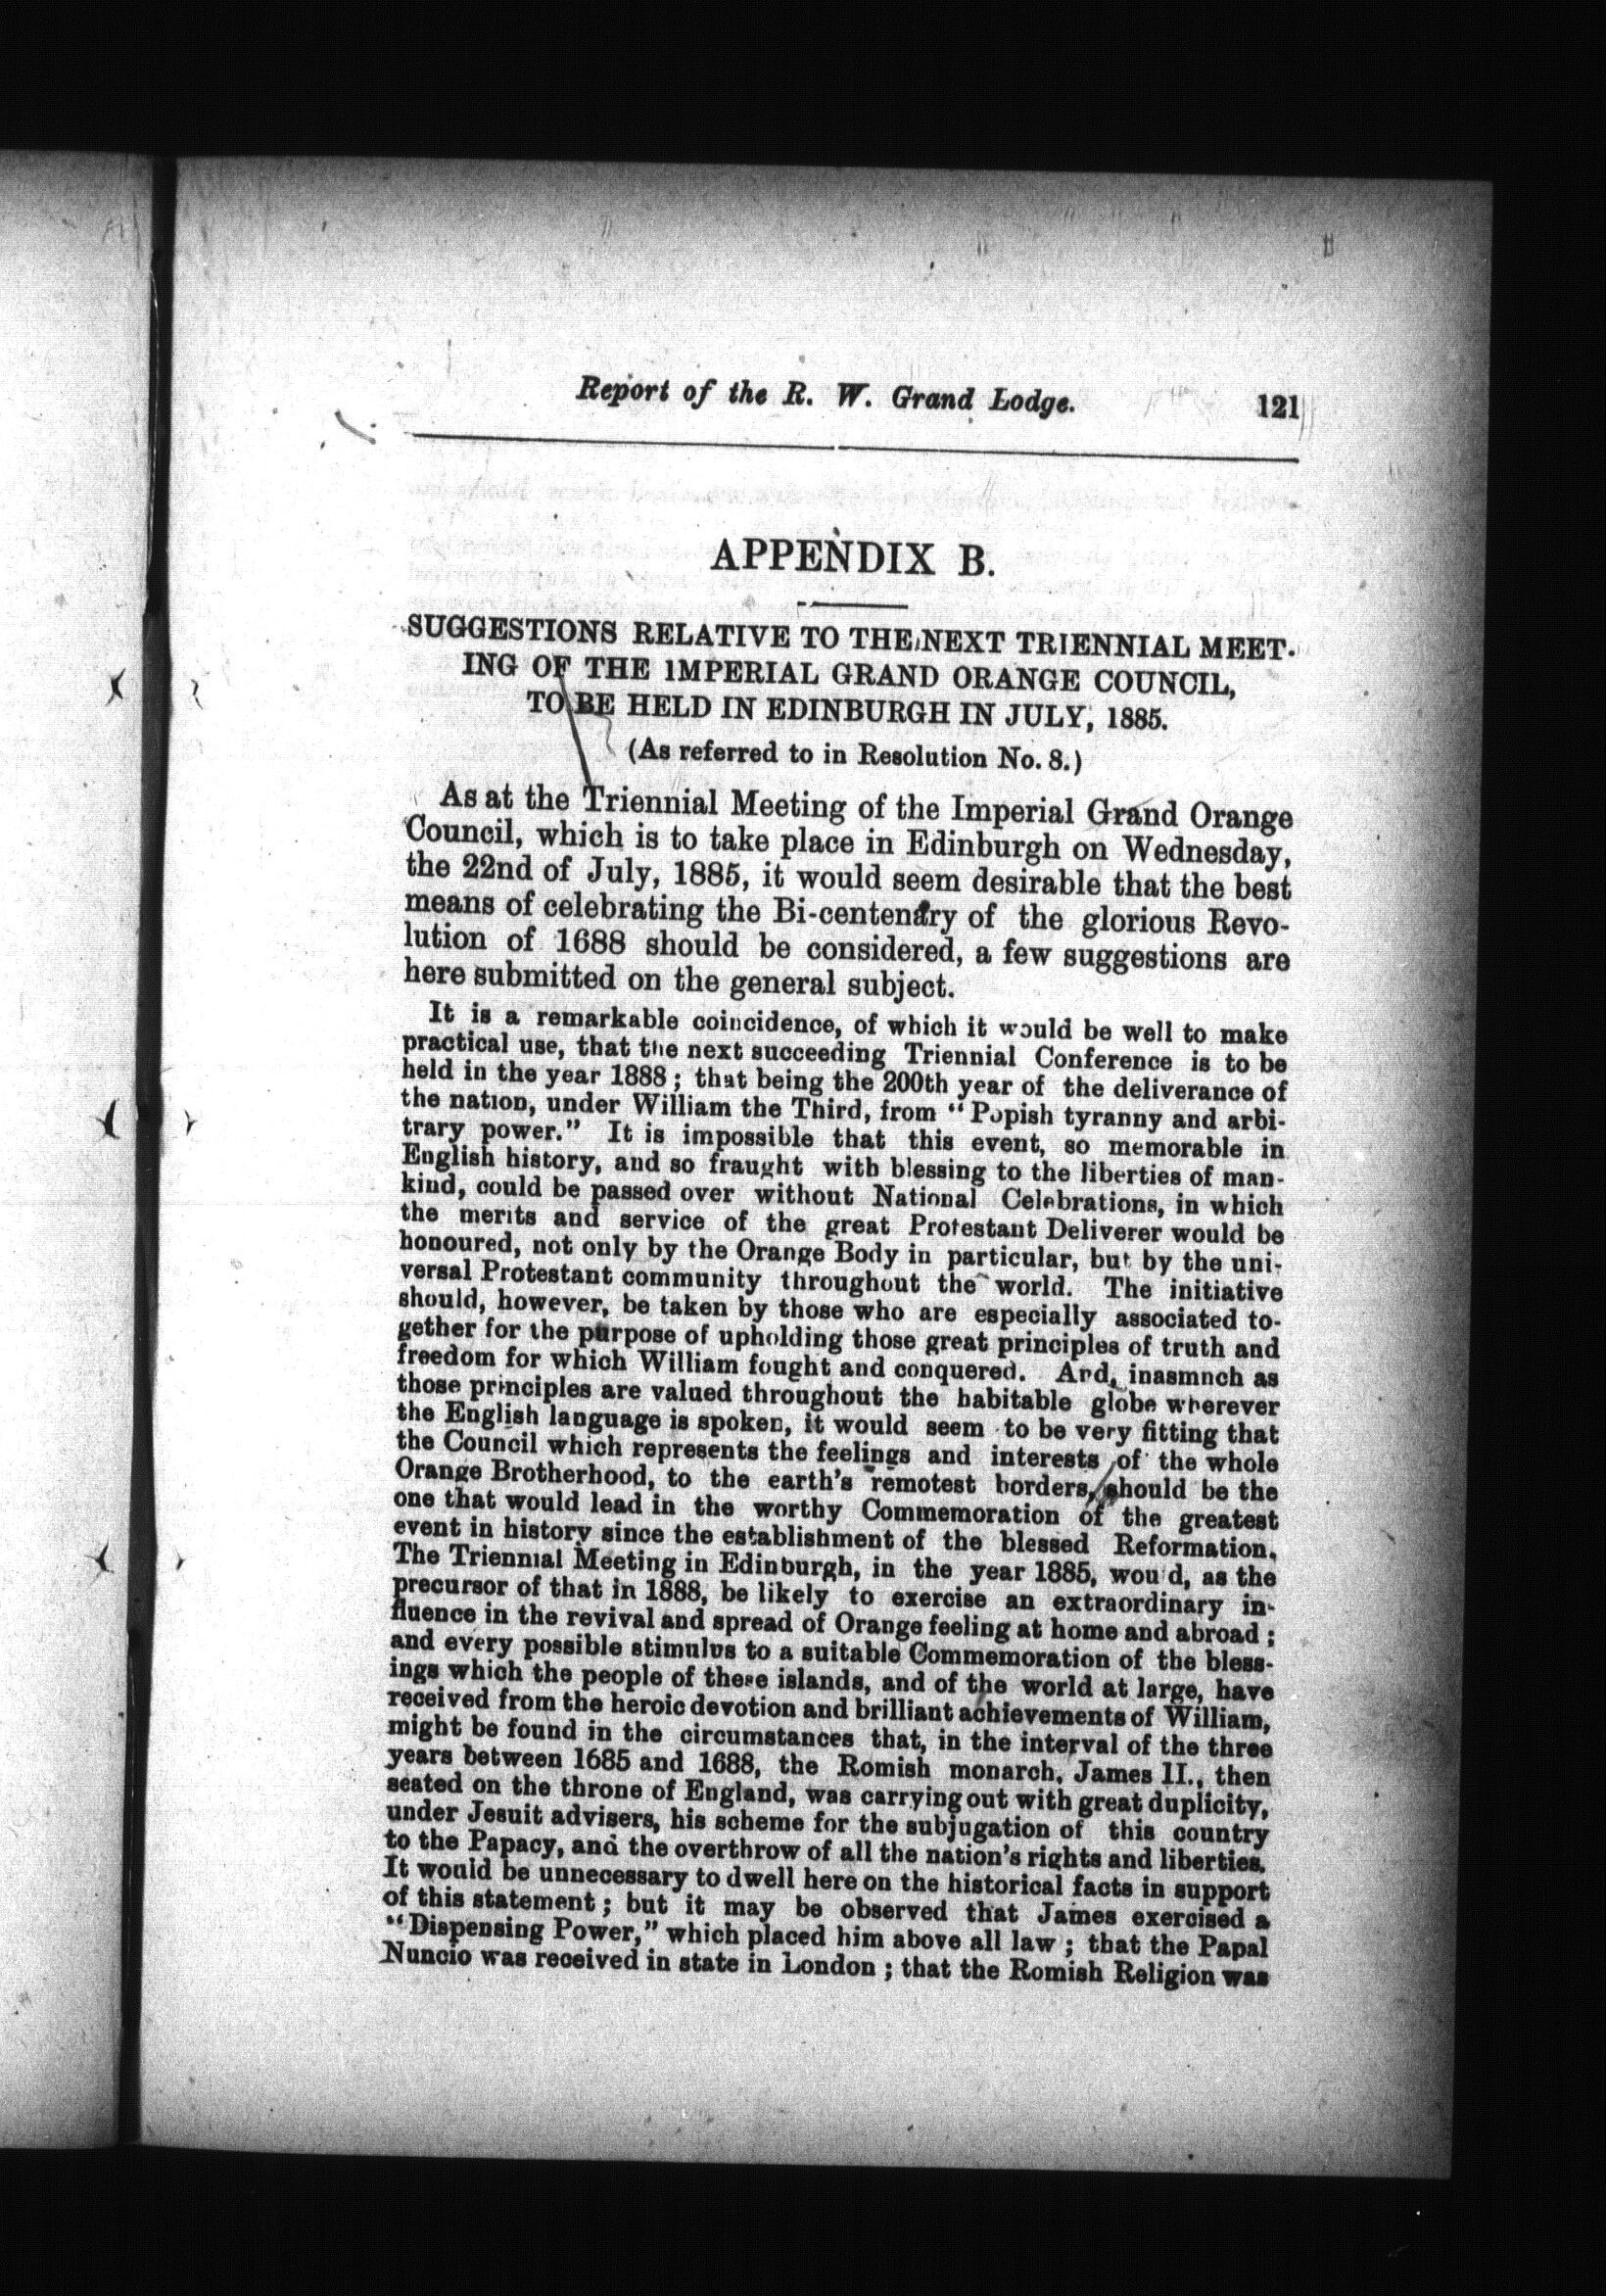 Report of the R. W. Grand Lodge. 121
APPENDIX B.
SUGGESTIONS RELATIVE TO THE NEXT TRIENNIAL MEET-
ING OF THE IMPERIAL GRAND ORANGE COUNCIL,
TO BE HELD IN EDINBURGH IN JULY, 1885.
(As referred to in Resolution No. 8.)
As at the Triennial Meeting of the Imperial Grand Orange
Council, which is to take place in Edinburgh on Wednesday,
the 22nd of July, 1885, it would seem desirable that the best
means of celebrating the Bi-centenary of the glorious Revo-
lution of 1688 should be considered, a few suggestions are
here submitted on the general subject.
It is a remarkable coincidence, of which it would be well to make
practical use, that the next succeeding Triennial Conference is to be
held in the year 1888; that being the 200th year of the deliverance of
the nation, under William the Third, from "Popish tyranny and arbi-
trary power." It is impossible that this event, so memorable in
English history, and so fraught with blessing to the liberties of man-
kind, could be passed over without National Celebrations, in which
the merits and service of the great Protestant Deliverer would be
honoured, not only by the Orange Body in particular, but by the uni-
versal Protestant community throughout the world. The initiative
should, however, be taken by those who are especially associated to-
gether for the purpose of upholding those great principles of truth and
freedom for which William fought and conquered. And, inasmnch as
those principles are valued throughout the habitable globe wherever
the English language is spoken, it would seem to be very fitting that
the Council which represents the feelings and interests of the whole
Orange Brotherhood, to the earth's remotest borders, should be the
one that would lead in the worthy Commemoration of the greatest
event in history since the establishment of the blessed Reformation.
The Triennial Meeting in Edinburgh, in the year 1885, would, as the
precursor of that in 1888, be likely to exercise an extraordinary in-
fluence in the revival and spread of Orange feeling at home and abroad;
and every possible stimulus to a suitable Commemoration of the bless-
ings which the people of these islands, and of the world at large, have
received from the heroic devotion and brilliant achievements of William,
might be found in the circumstances that, in the interval of the three
years between 1685 and 1688, the Romish monarch, James II., then
seated on the throne of England, was carrying out with great duplicity,
under Jesuit advisers, his scheme for the subjugation of this country
to the Papacy, and the overthrow of all the nation's rights and liberties.
It would be unnecessary to dwell here on the historical facts in support
of this statement; but it may be observed that James exercised a
"Dispensing Power," which placed him above all law; that the Papal
Nuncio was received in state in London; that the Romish Religion was